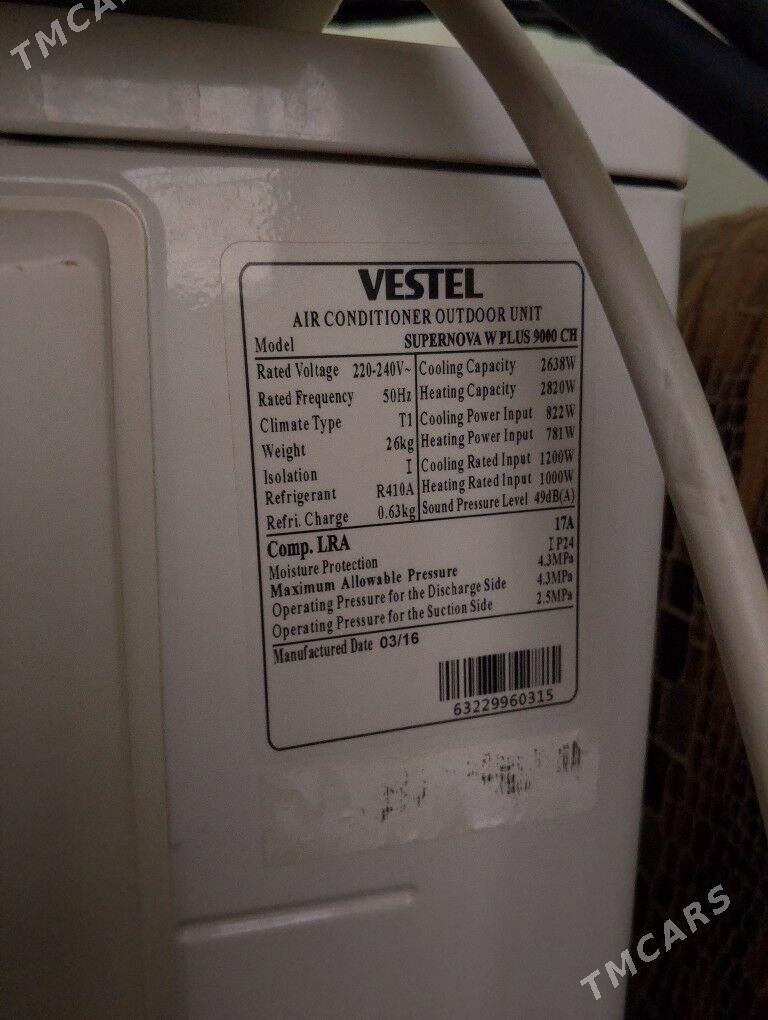 TMCARS
VESTEL
AIR CONDITIONER OUTDOOR UNIT
Model SUPERNOVA W PLUS 9000 CH
Rated Voltage 220-240V~ Cooling Capacity 2638W
Rated Frequency 50Hz Heating Capacity 2820W
Climate Type T1 Cooling Power Input 822W
Weight 26kg Heating Power Input 781W
Isolation I Cooling Rated Input 1200W
Refrigerant R410A Heating Rated Input 1000W
Refri. Charge 0.63kg Sound Pressure Level 49dB(A)
Comp. LRA 17A
Moisture Protection IP24
Maximum Allowable Pressure 4.3MPa
Operating Pressure for the Discharge Side 4.3MPa
Operating Pressure for the Suction Side 2.5MPa
Manufactured Date 03/16
63229960315
TMCARS